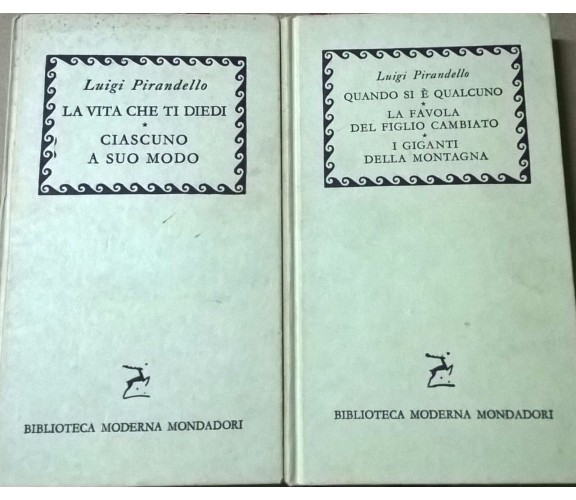 Luigi Pirandello
LA VITA CHE TI DIEDI
*
CIASCUNO
A SUO MODO
BIBLIOTECA MODERNA MONDADORI
Luigi Pirandello
QUANDO SI È QUALCUNO
*
LA FAVOLA
DEL FIGLIO CAMBIATO
*
I GIGANTI
DELLA MONTAGNA
BIBLIOTECA MODERNA MONDADORI